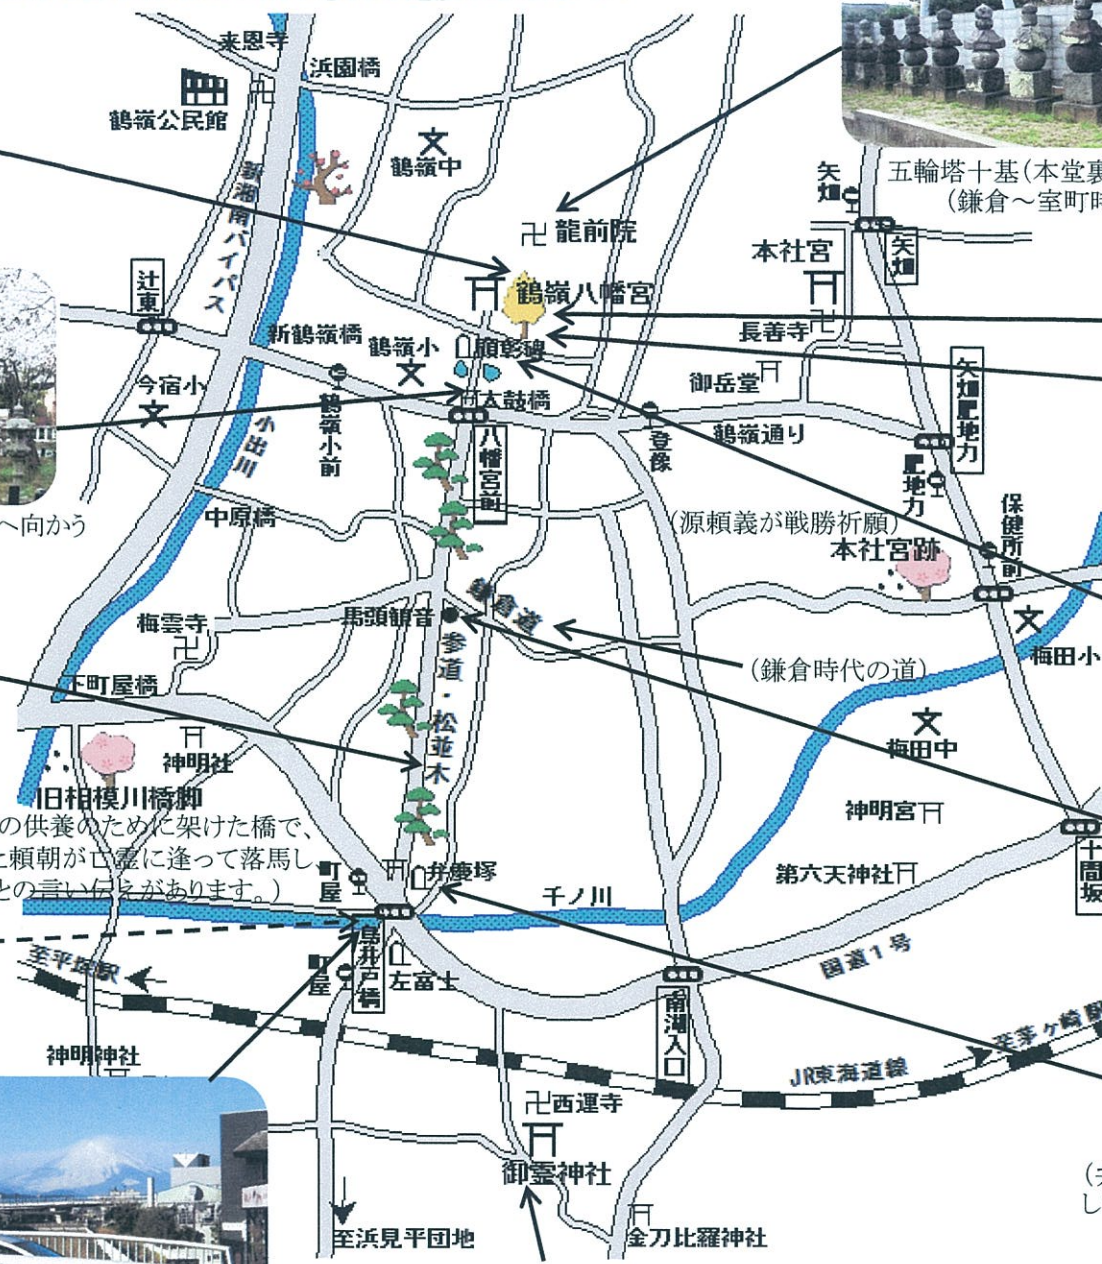 来恩寺
浜園橋
鶴嶺公民館
鶴嶺中
新湘南バイパス
五輪塔十基(本堂裏
(鎌倉～室町時
矢畑
矢畑
龍前院
本社宮
鶴嶺八幡宮
辻東
新鶴嶺橋
鶴嶺小
顕彰碑
長善寺
御岳堂
今宿小
太鼓橋
鶴嶺小前
八幡宮前
登像
鶴嶺通り
矢畑肥地力
肥地力
小出川
へ向かう
中原橋
(源頼義が戦勝祈願)
本社宮跡
保健所前
鎌倉道
馬頭観音
梅雲寺
参道・松並木
(鎌倉時代の道)
梅田小
下町屋橋
梅田中
神明社
旧相模川橋脚
の供養のために架けた橋で、
に頼朝が亡霊に逢って落馬し、
との言い伝えがあります。)
神明宮
十間坂
町屋
弁慶塚
第六天神社
千ノ川
鳥井戸橋
国道1号
至平塚駅
町屋
左富士
南湖入口
神明神社
JR東海道線
至茅ヶ崎駅
西運寺
御霊神社
至浜見平団地
金刀比羅神社
し